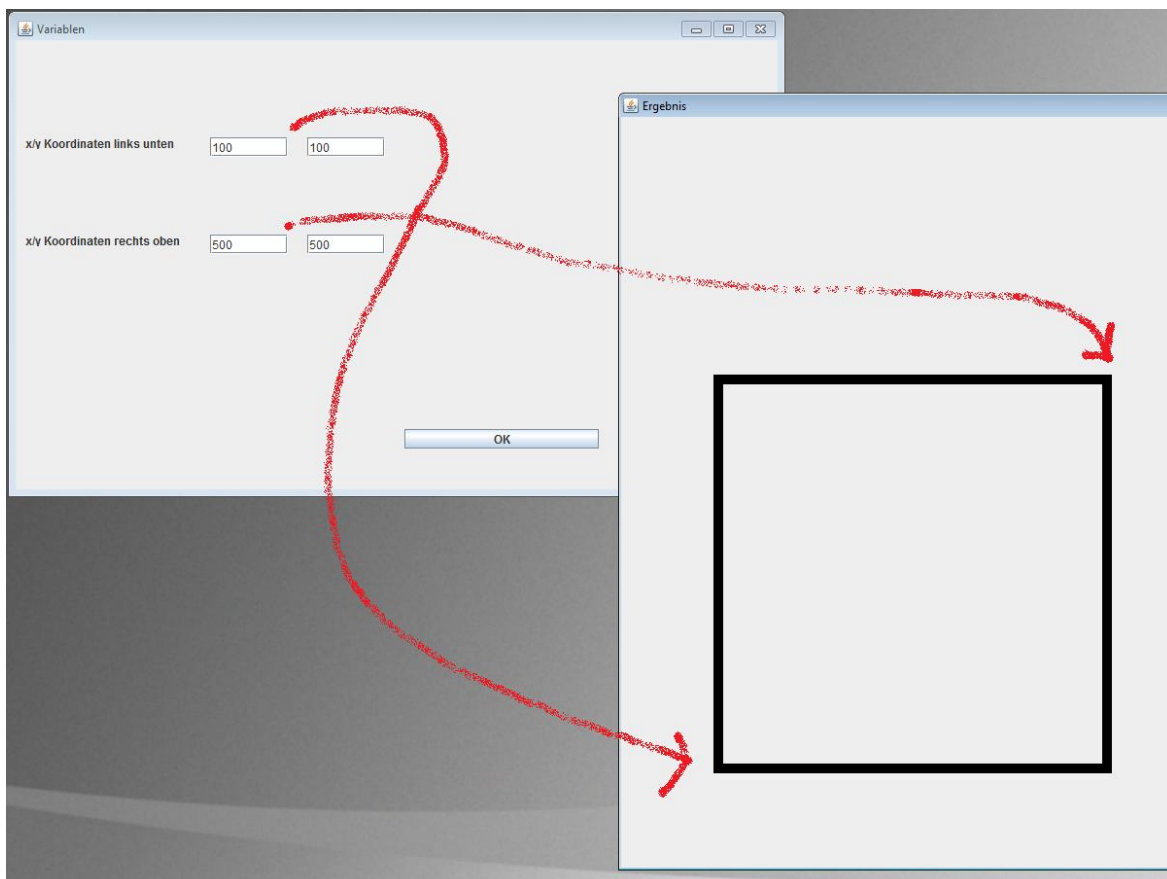 Variablen
Ergebnis
x/y Koordinaten links unten 100 100
x/y Koordinaten rechts oben 500 500
OK